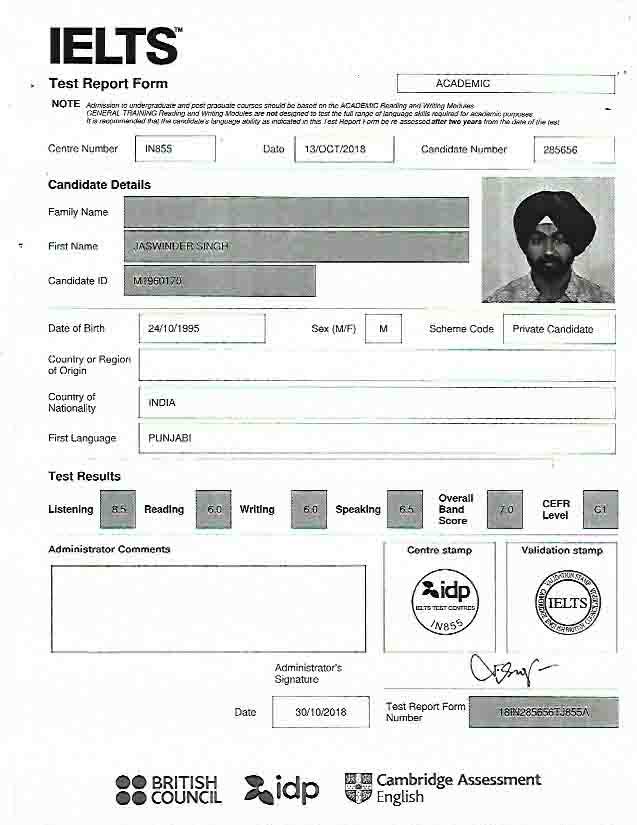 IELTS™
Test Report Form
ACADEMIC
NOTE Admission to undergraduate and post graduate courses should be based on the ACADEMIC Reading and Writing Modules.
GENERAL TRAINING Reading and Writing Modules are not designed to test the full range of language skills required for academic purposes.
It is recommended that the candidate's language ability as indicated in this Test Report Form be re-assessed after two years from the date of the test
Centre Number IN855 Date 13/OCT/2018 Candidate Number 285656
Candidate Details
Family Name
First Name JASWINDER SINGH
Candidate ID M1960170
Date of Birth 24/10/1995 Sex (M/F) M Scheme Code Private Candidate
Country or Region
of Origin
Country of
Nationality INDIA
First Language PUNJABI
Test Results
Listening 8.5 Reading 6.0 Writing 6.0 Speaking 6.5 Overall Band Score 7.0 CEFR Level C1
Administrator Comments Centre stamp Validation stamp
idp
IELTS TEST CENTRES
IN855
VALIDATION STAMP
IELTS
Administrator's
Signature
Date 30/10/2018 Test Report Form
Number 18IN285656TJ855A
BRITISH
COUNCIL
idp
Cambridge Assessment
English